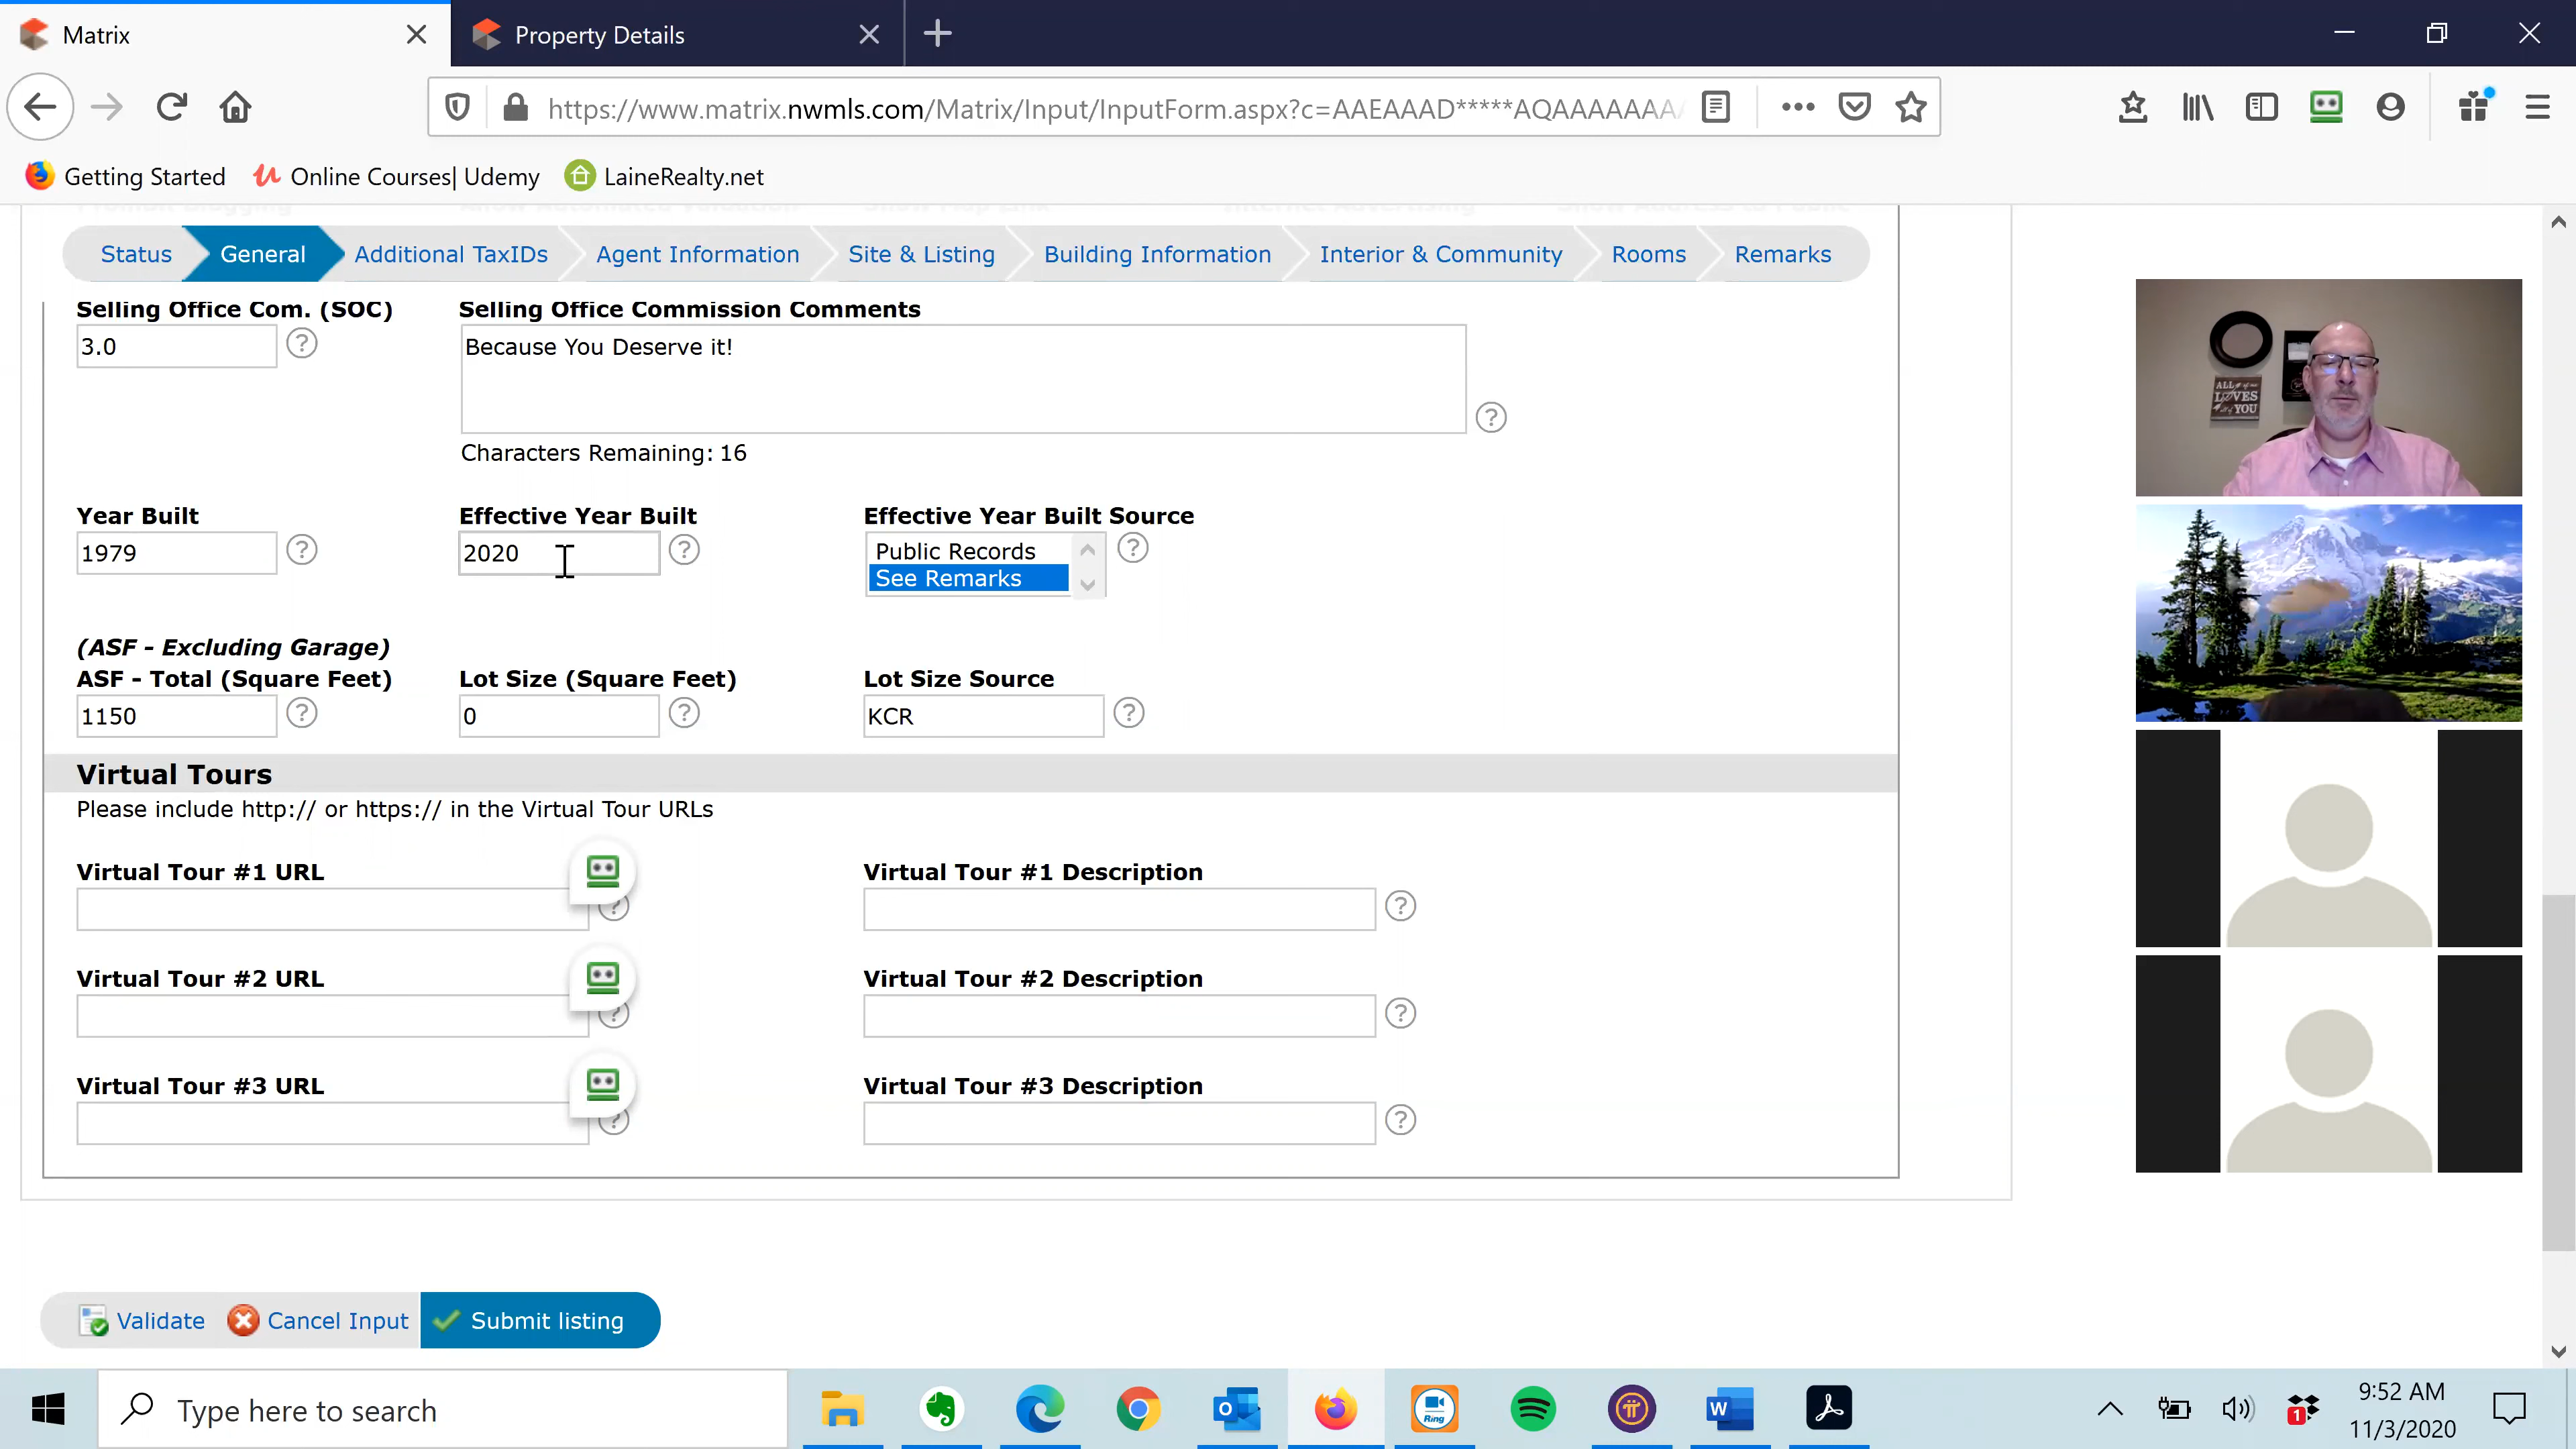 Matrix
Property Details
https://www.matrix.nwmls.com/Matrix/Input/InputForm.aspx?c=AAEAAAD*****AQAAAAAAAA
Getting Started
Online Courses| Udemy
LaineRealty.net
Status
General
Additional TaxIDs
Agent Information
Site & Listing
Building Information
Interior & Community
Rooms
Remarks
Selling Office Com. (SOC)
Selling Office Commission Comments
3.0
Because You Deserve it!
Characters Remaining: 16
Year Built
Effective Year Built
Effective Year Built Source
1979
2020
Public Records
See Remarks
(ASF - Excluding Garage)
ASF - Total (Square Feet)
Lot Size (Square Feet)
Lot Size Source
1150
0
KCR
Virtual Tours
Please include http:// or https:// in the Virtual Tour URLs
Virtual Tour #1 URL
Virtual Tour #1 Description
Virtual Tour #2 URL
Virtual Tour #2 Description
Virtual Tour #3 URL
Virtual Tour #3 Description
Validate
Cancel Input
Submit listing
Type here to search
Ring
1
9:52 AM
11/3/2020
ALL
LOVES
YOU